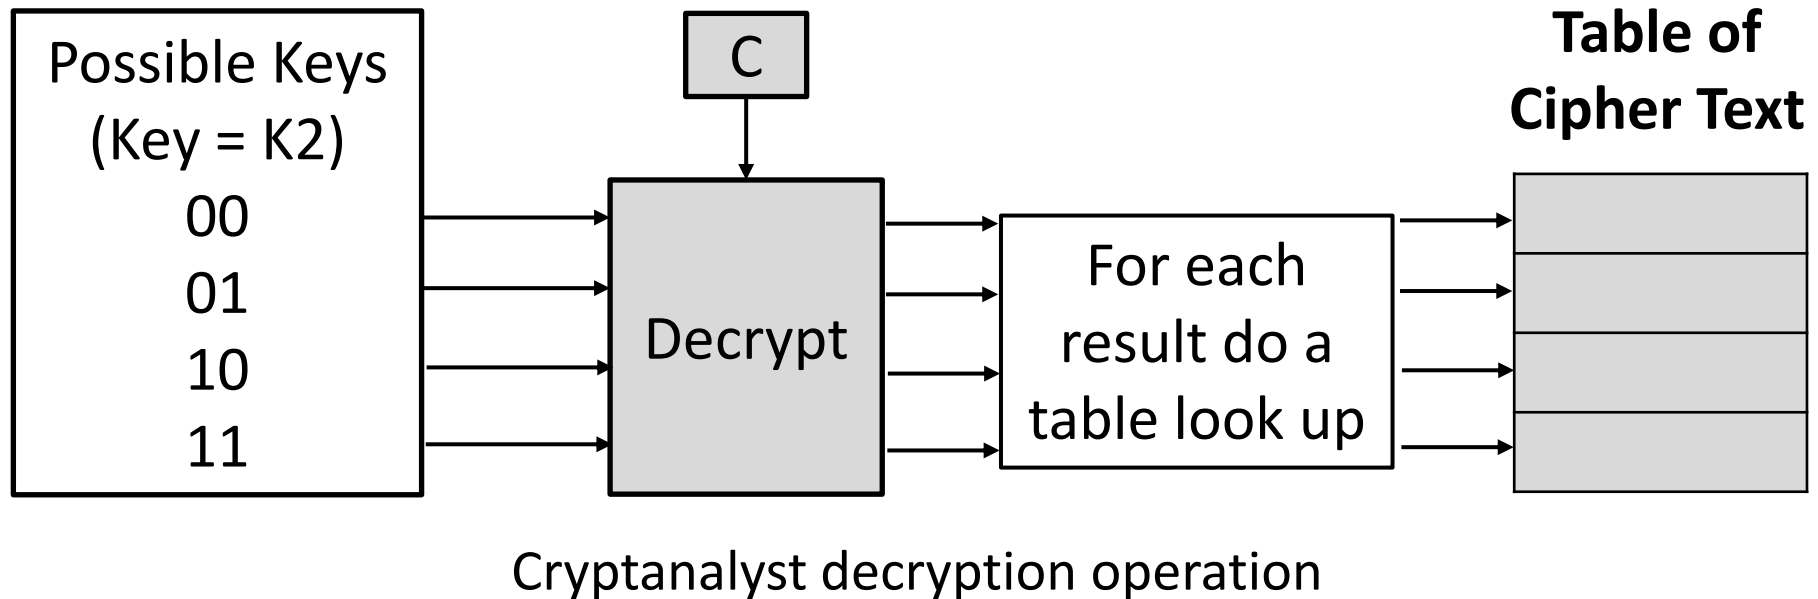 Possible Keys
(Key = K2)
00
01
10
11
C
Decrypt
For each
result do a
table look up
Table of
Cipher Text
Cryptanalyst decryption operation